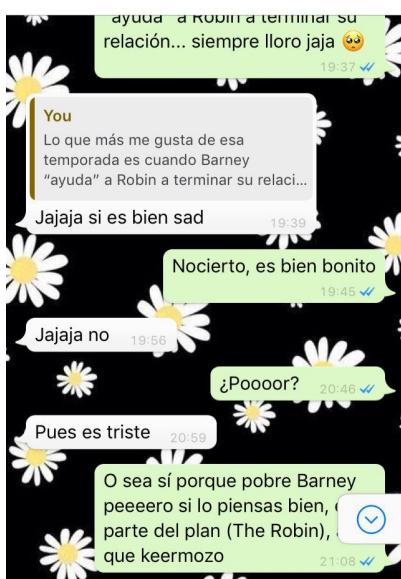 "ayuda" a Robin a terminar su
relación... siempre lloro jaja 🥺
19:37
You
Lo que más me gusta de esa
temporada es cuando Barney
"ayuda" a Robin a terminar su relaci...
Jajaja si es bien sad
19:39
Nocierto, es bien bonito
19:45
Jajaja no
19:56
¿Pooooor?
20:46
Pues es triste
20:59
O sea sí porque pobre Barney
peeeero si lo piensas bien,
parte del plan (The Robin),
que keermozo
21:08